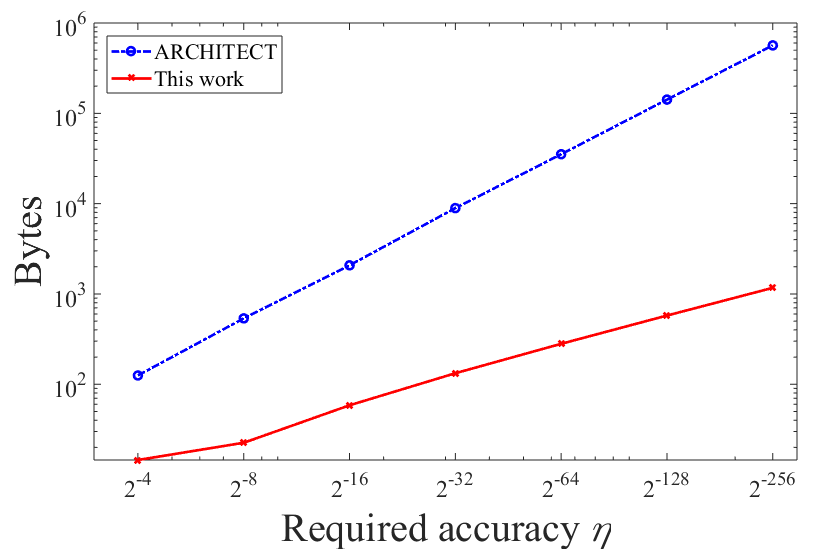 10^6
10^5
10^4
10^3
10^2
Bytes
ARCHITECT
This work
2^-4 2^-8 2^-16 2^-32 2^-64 2^-128 2^-256
Required accuracy η